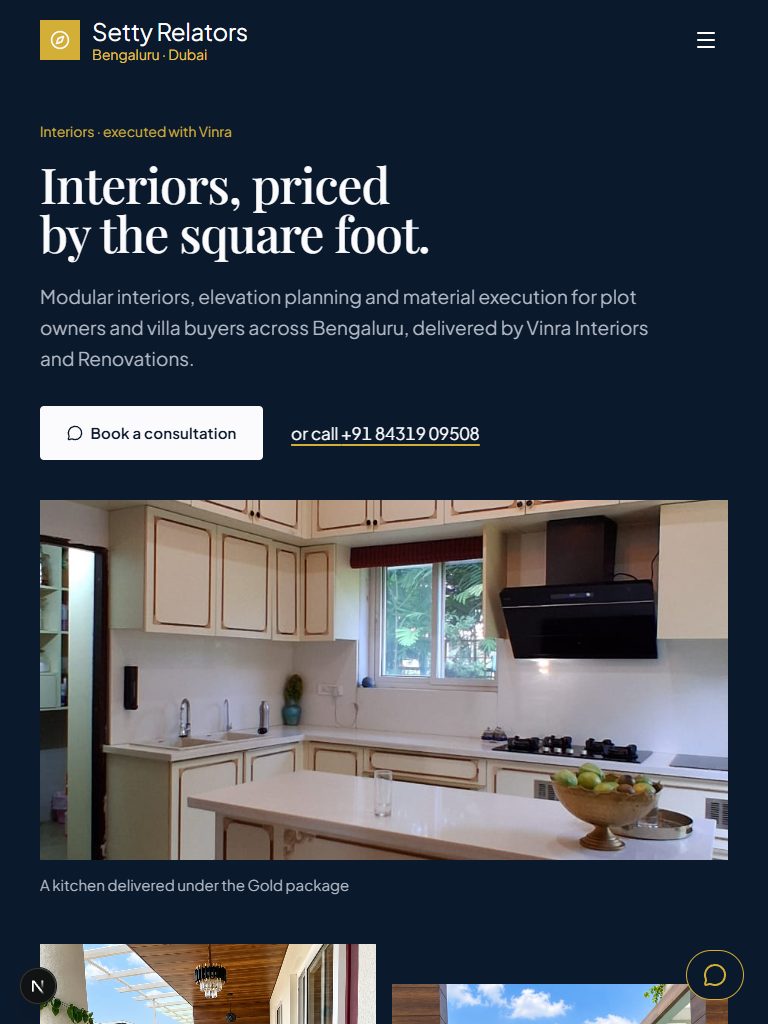 Setty Relators
Bengaluru · Dubai
Interiors · executed with Vinra
Interiors, priced
by the square foot.
Modular interiors, elevation planning and material execution for plot
owners and villa buyers across Bengaluru, delivered by Vinra Interiors
and Renovations.
Book a consultation
or call +91 84319 09508
A kitchen delivered under the Gold package
N